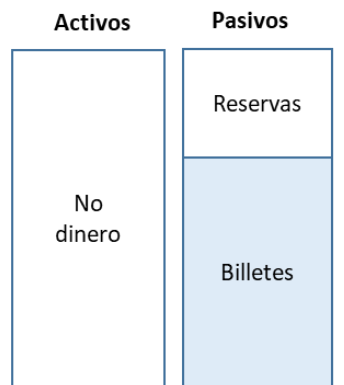 Activos
Pasivos
No
dinero
Reservas
Billetes